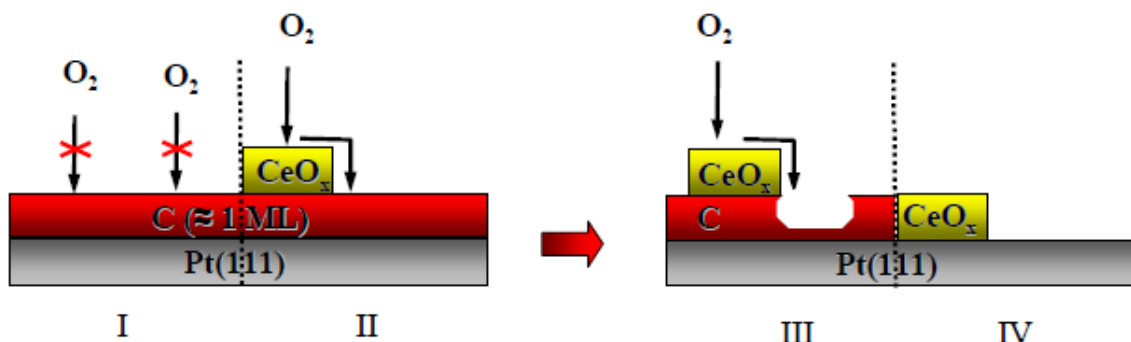 O₂
O₂ O₂
CeOₓ
C (≈ 1 ML)
Pt(111)
I II
O₂
CeOₓ
C CeOₓ
Pt(111)
III IV